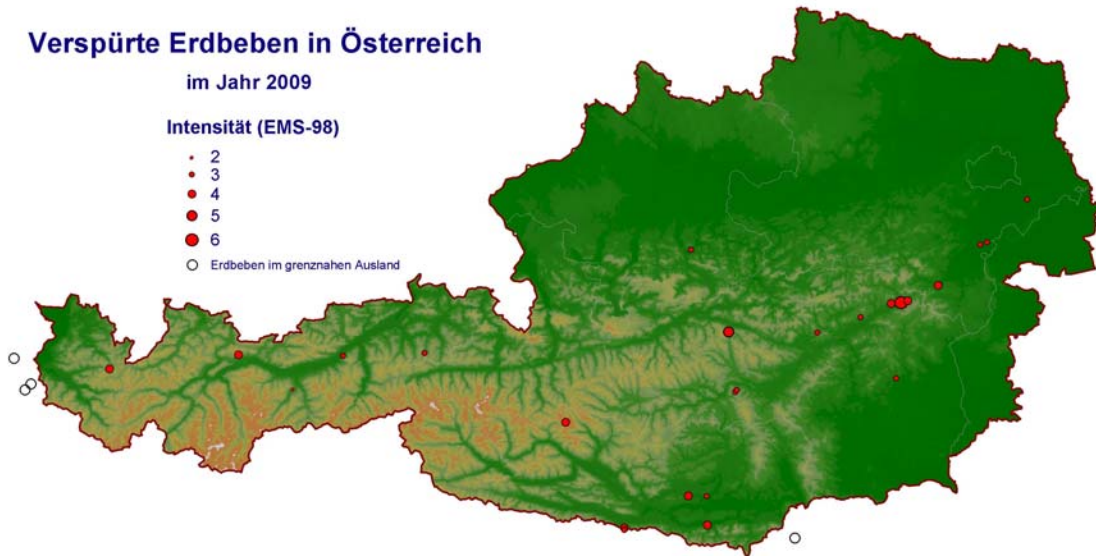 Verspürte Erdbeben in Österreich
im Jahr 2009
Intensität (EMS-98)
2
3
4
5
6
Erdbeben im grenznahen Ausland